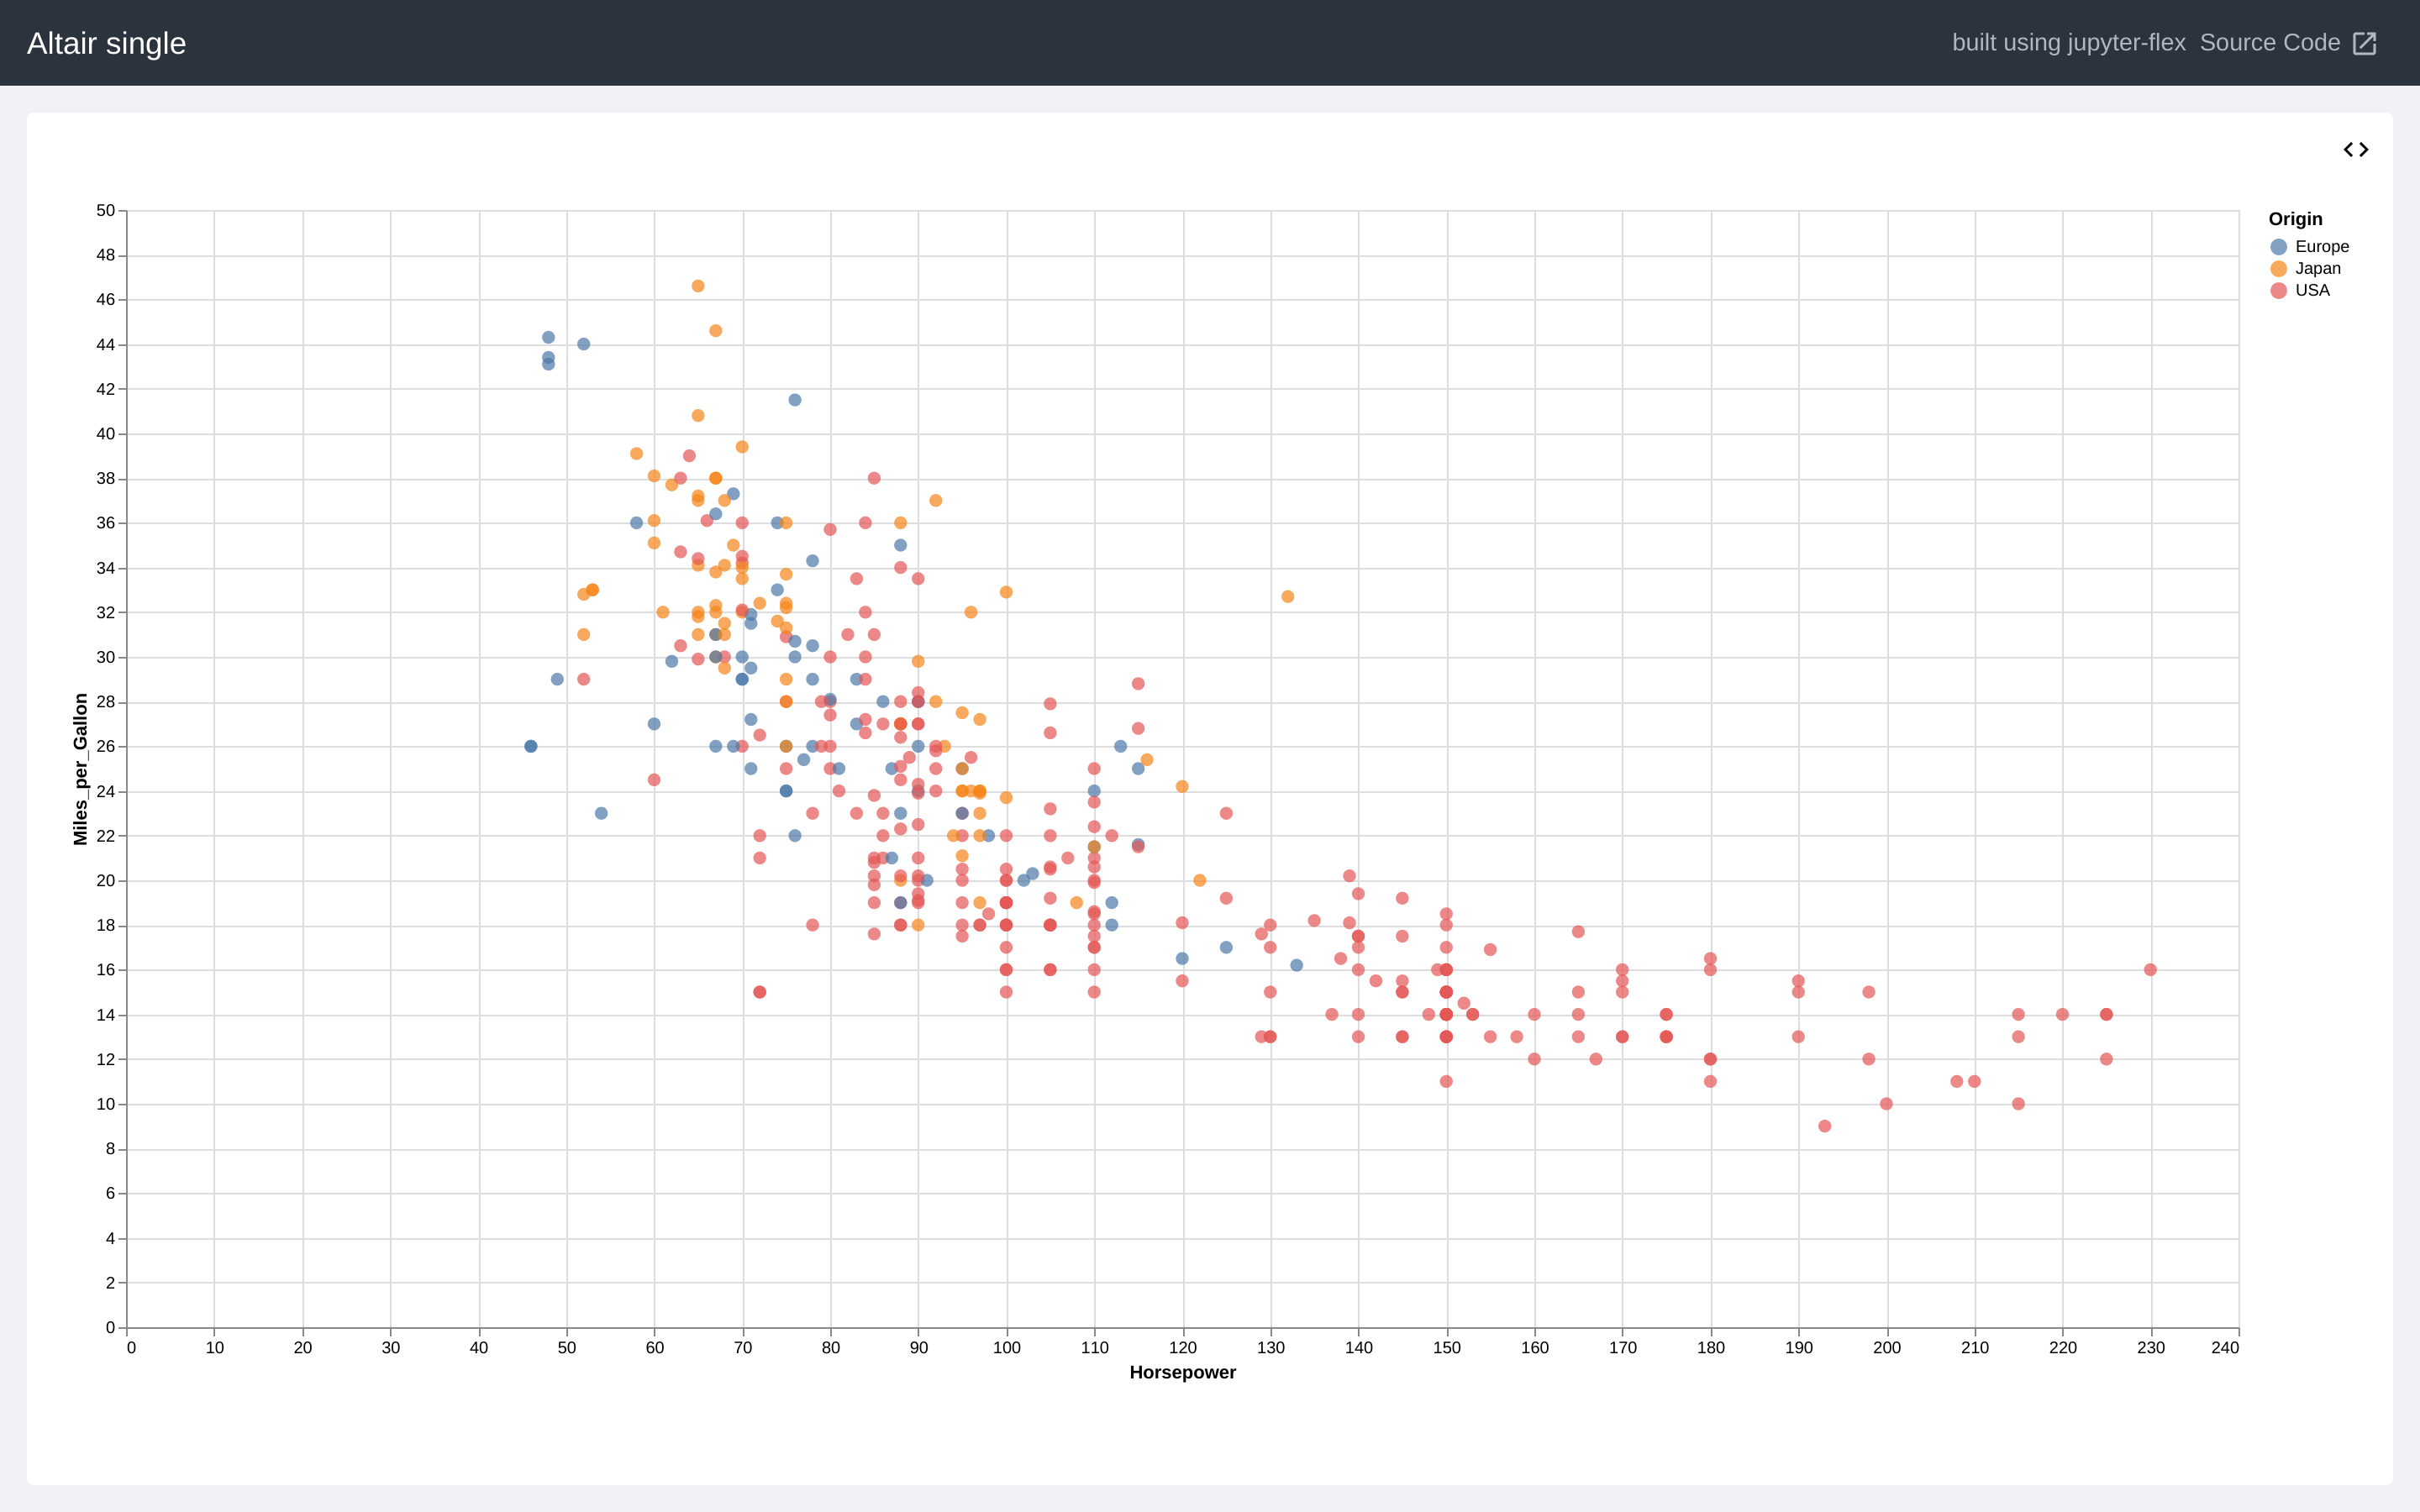 Altair single
built using jupyter-flex Source Code
50
48
46
44
42
40
38
36
34
32
30
28
26
24
22
20
18
16
14
12
10
8
6
4
2
0
Miles_per_Gallon
0 10 20 30 40 50 60 70 80 90 100 110 120 130 140 150 160 170 180 190 200 210 220 230 240
Horsepower
Origin
Europe
Japan
USA